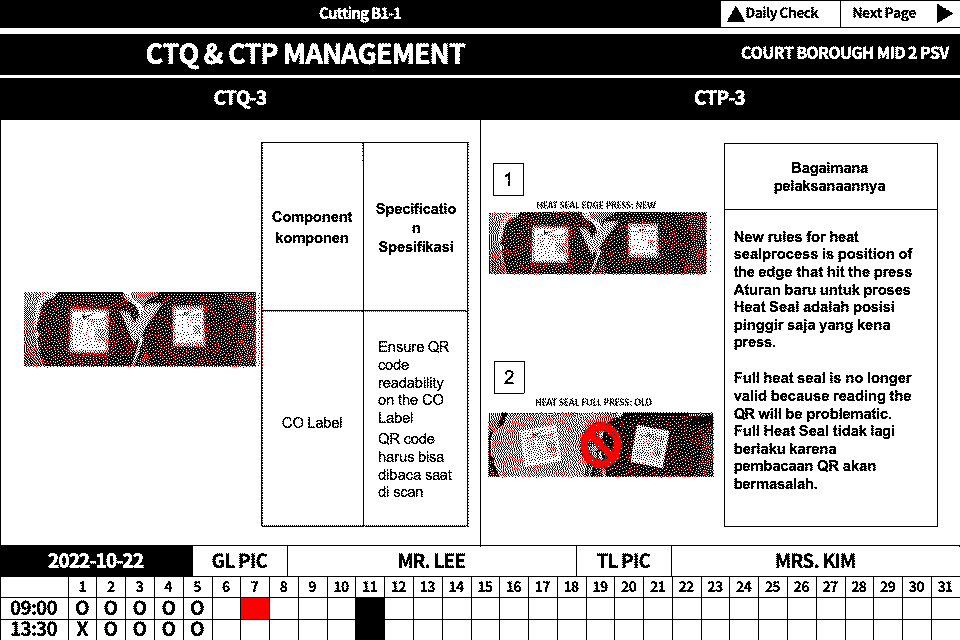 Cutting B1-1
▲Daily Check
Next Page ▶
CTQ & CTP MANAGEMENT
COURT BOROUGH MID 2 PSV
CTQ-3
CTP-3
Component
komponen
Specificatio
n
Spesifikasi
CO Label
Ensure QR
code
readability
on the CO
Label
QR code
harus bisa
dibaca saat
di scan
1
HEAT SEAL EDGE PRESS: NEW
2
HEAT SEAL FULL PRESS: OLD
Bagaimana
pelaksanaannya
New rules for heat
sealprocess is position of
the edge that hit the press
Aturan baru untuk proses
Heat Seal adalah posisi
pinggir saja yang kena
press.
Full heat seal is no longer
valid because reading the
QR will be problematic.
Full Heat Seal tidak lagi
berlaku karena
pembacaan QR akan
bermasalah.
2022-10-22 GL PIC MR. LEE TL PIC MRS. KIM
1 2 3 4 5 6 7 8 9 10 11 12 13 14 15 16 17 18 19 20 21 22 23 24 25 26 27 28 29 30 31
09:00 O O O O O
13:30 X O O O O